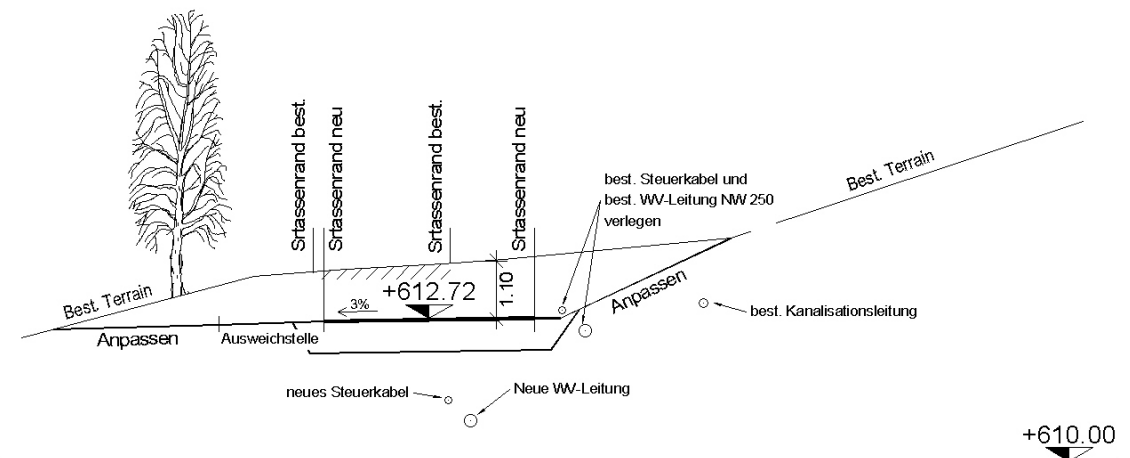 Srtassenrand best.
Srtassenrand neu
Srtassenrand best.
Srtassenrand neu
best. Steuerkabel und
best. WV-Leitung NW 250
verlegen
Best. Terrain
Best. Terrain
+612.72
3%
1.10
Anpassen
best. Kanalisationsleitung
Anpassen
Ausweichstelle
neues Steuerkabel
Neue WV-Leitung
+610.00